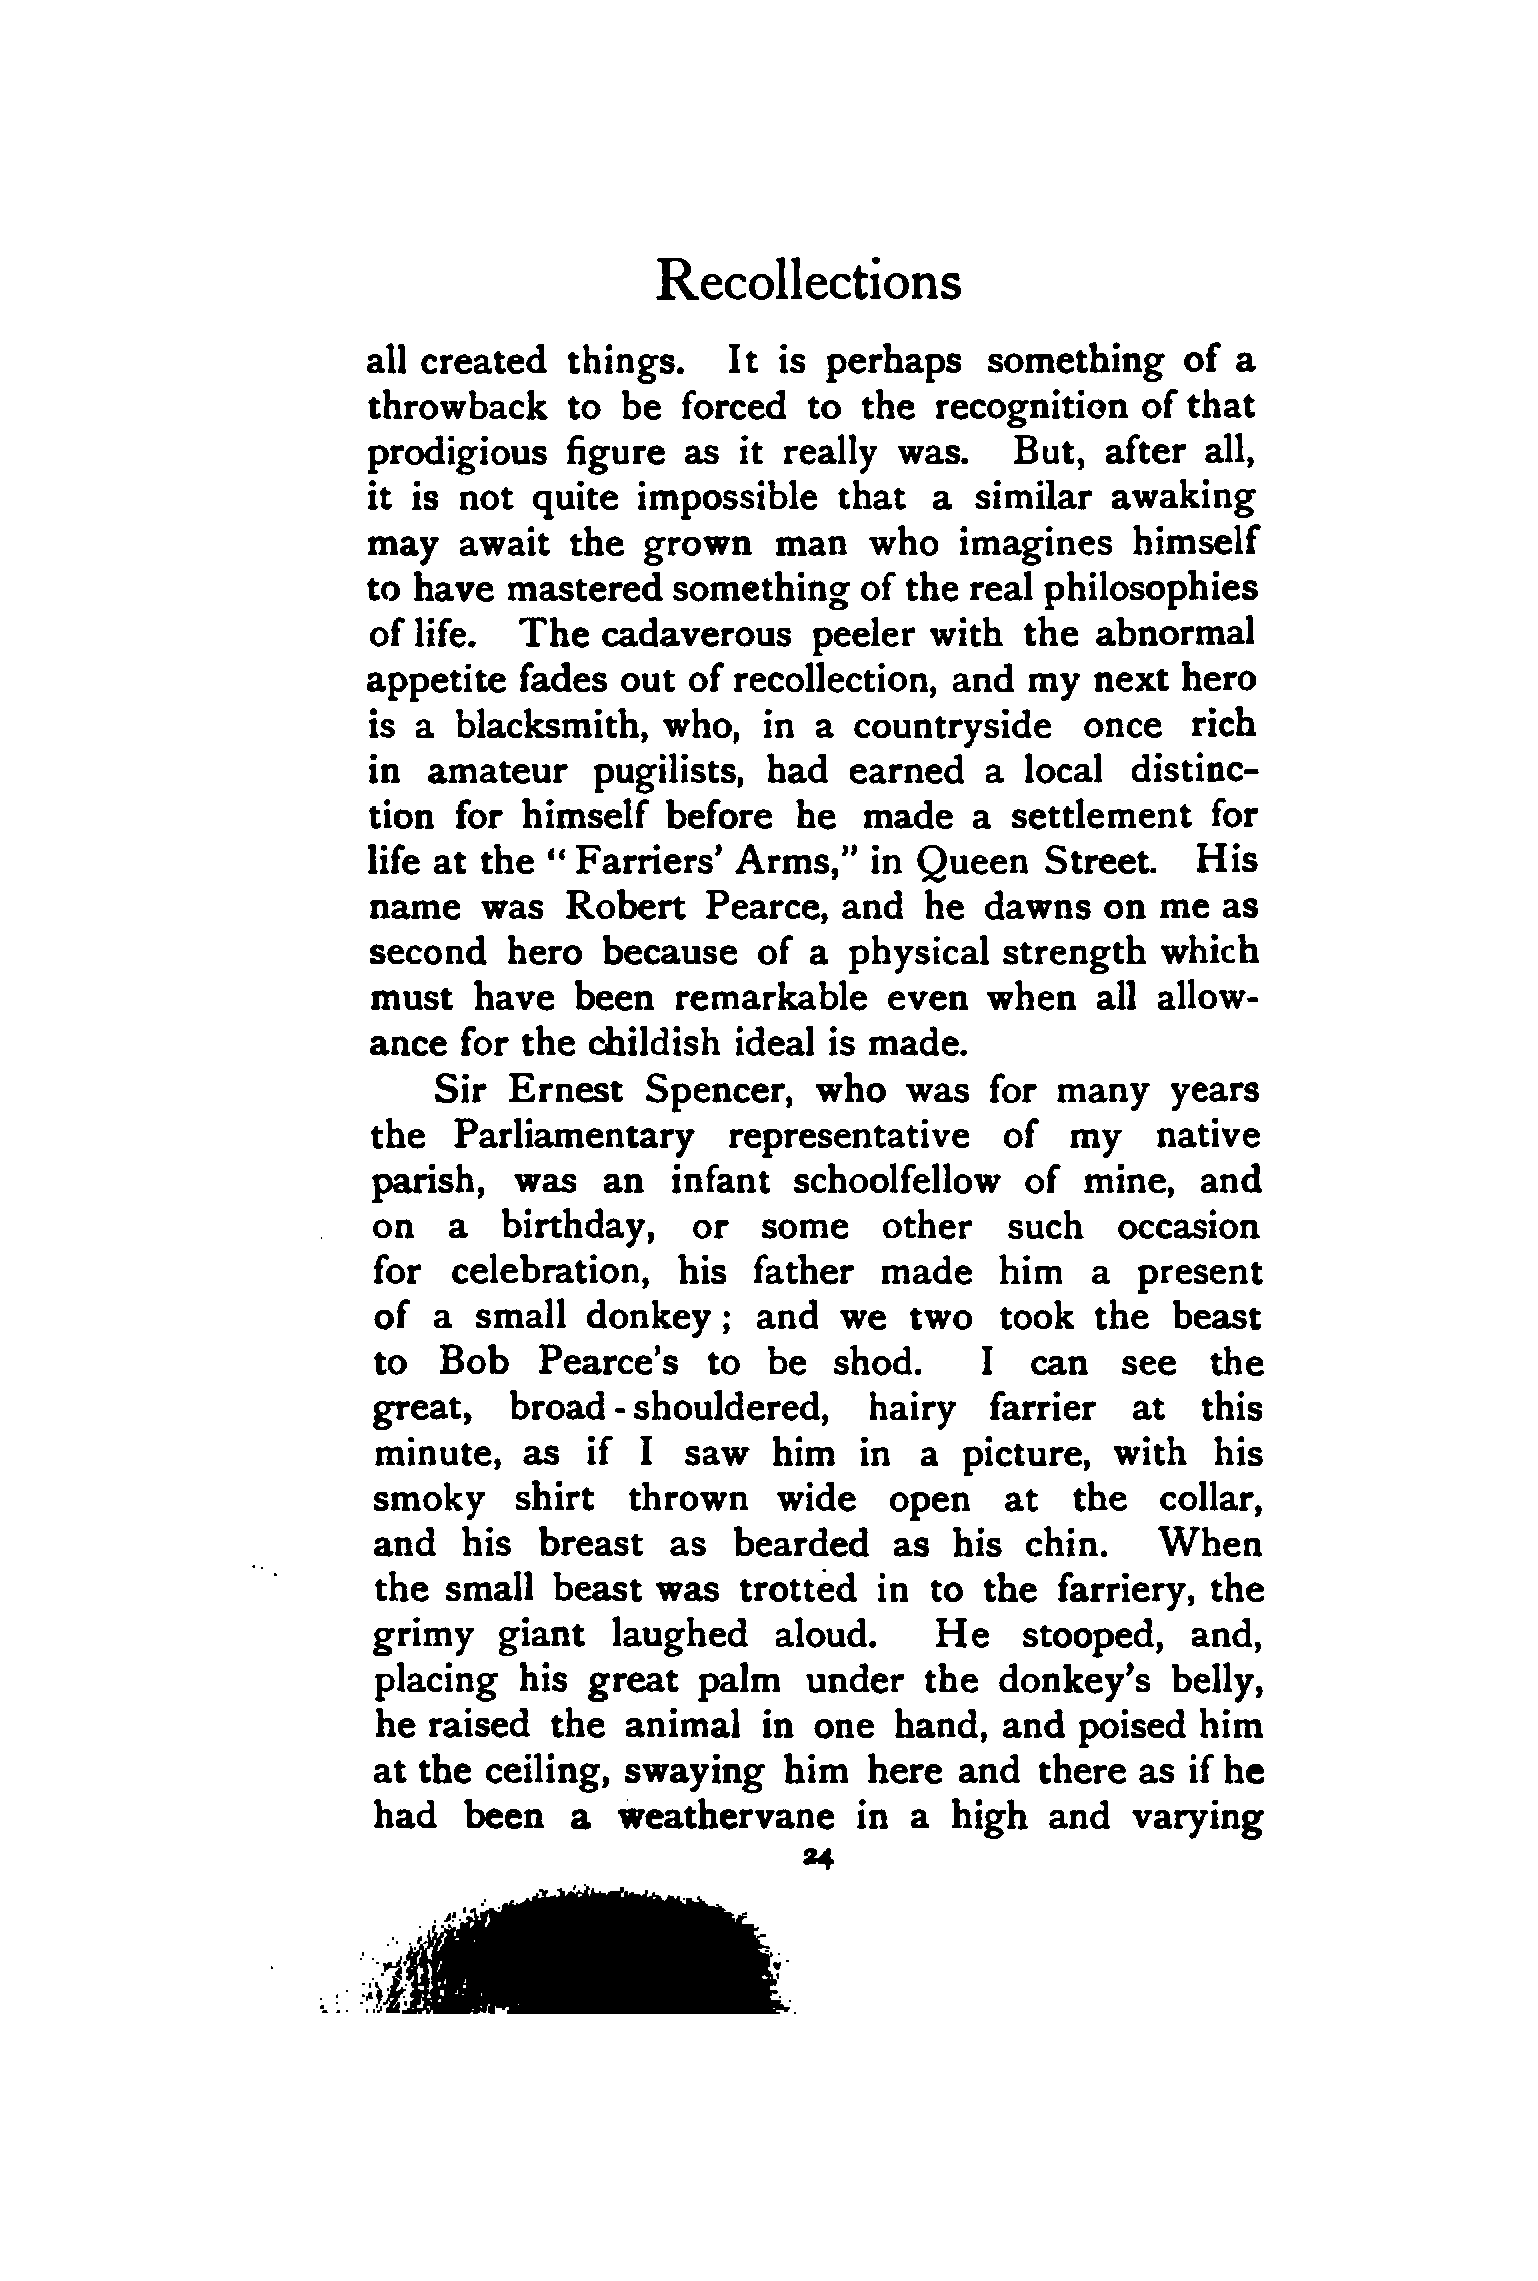 Recollections
all created things. It is perhaps something of a
throwback to be forced to the recognition of that
prodigious figure as it really was. But, after all,
it is not quite impossible that a similar awaking
may await the grown man who imagines himself
to have mastered something of the real philosophies
of life. The cadaverous peeler with the abnormal
appetite fades out of recollection, and my next hero
is a blacksmith, who, in a countryside once rich
in amateur pugilists, had earned a local distinc-
tion for himself before he made a settlement for
life at the “Farriers’ Arms,” in Queen Street. His
name was Robert Pearce, and he dawns on me as
second hero because of a physical strength which
must have been remarkable even when all allow-
ance for the childish ideal is made.
Sir Ernest Spencer, who was for many years
the Parliamentary representative of my native
parish, was an infant schoolfellow of mine, and
on a birthday, or some other such occasion
for celebration, his father made him a present
of a small donkey; and we two took the beast
to Bob Pearce’s to be shod. I can see the
great, broad-shouldered, hairy farrier at this
minute, as if I saw him in a picture, with his
smoky shirt thrown wide open at the collar,
and his breast as bearded as his chin. When
the small beast was trotted in to the farriery, the
grimy giant laughed aloud. He stooped, and,
placing his great palm under the donkey’s belly,
he raised the animal in one hand, and poised him
at the ceiling, swaying him here and there as if he
had been a weathervane in a high and varying
24